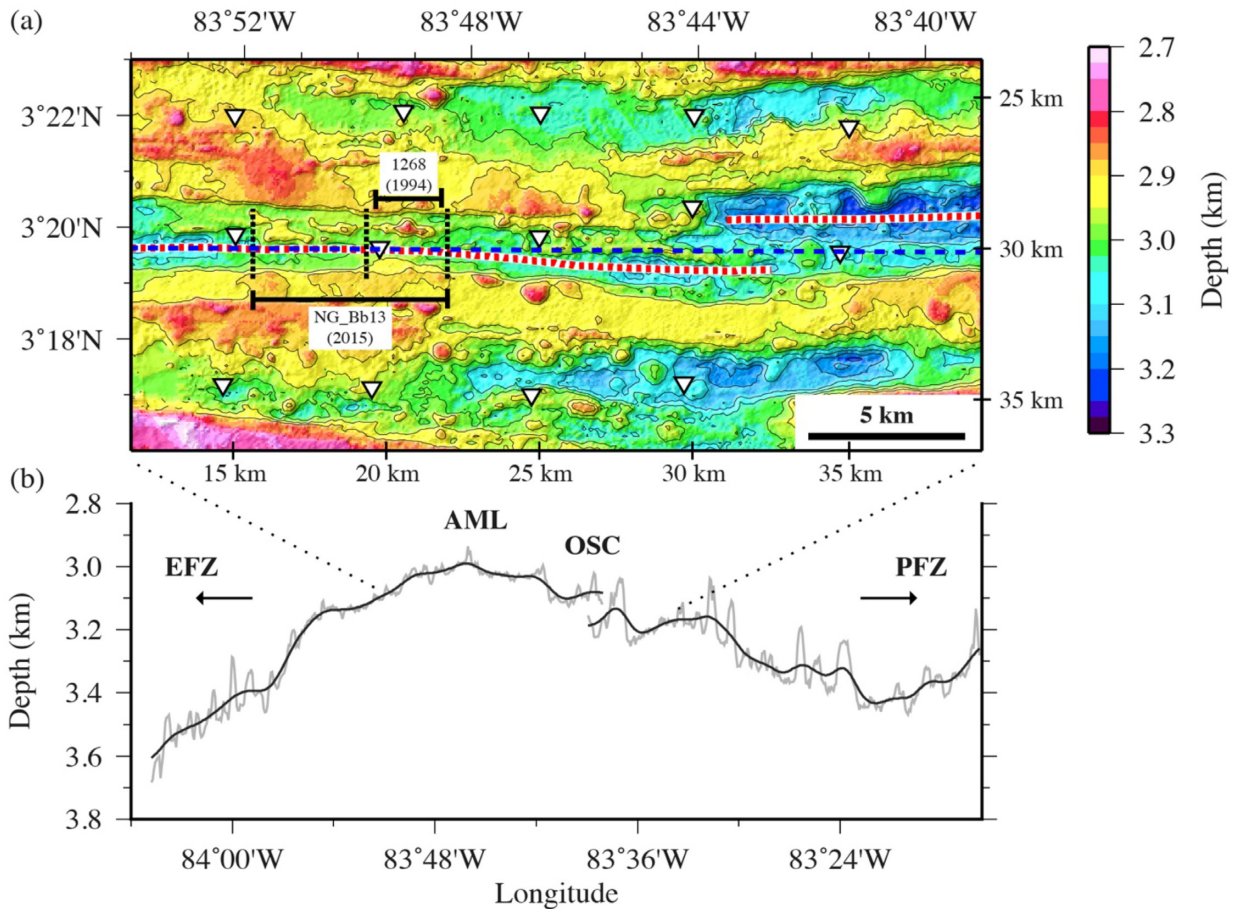 (a)
83°52'W 83°48'W 83°44'W 83°40'W
3°22'N
3°20'N
3°18'N
1268
(1994)
NG_Bb13
(2015)
25 km
30 km
35 km
5 km
15 km 20 km 25 km 30 km 35 km
2.7
2.8
2.9
3.0
3.1
3.2
3.3
Depth (km)
(b)
2.8
3.0
3.2
3.4
3.6
3.8
Depth (km)
EFZ
AML
OSC
PFZ
84°00'W 83°48'W 83°36'W 83°24'W
Longitude